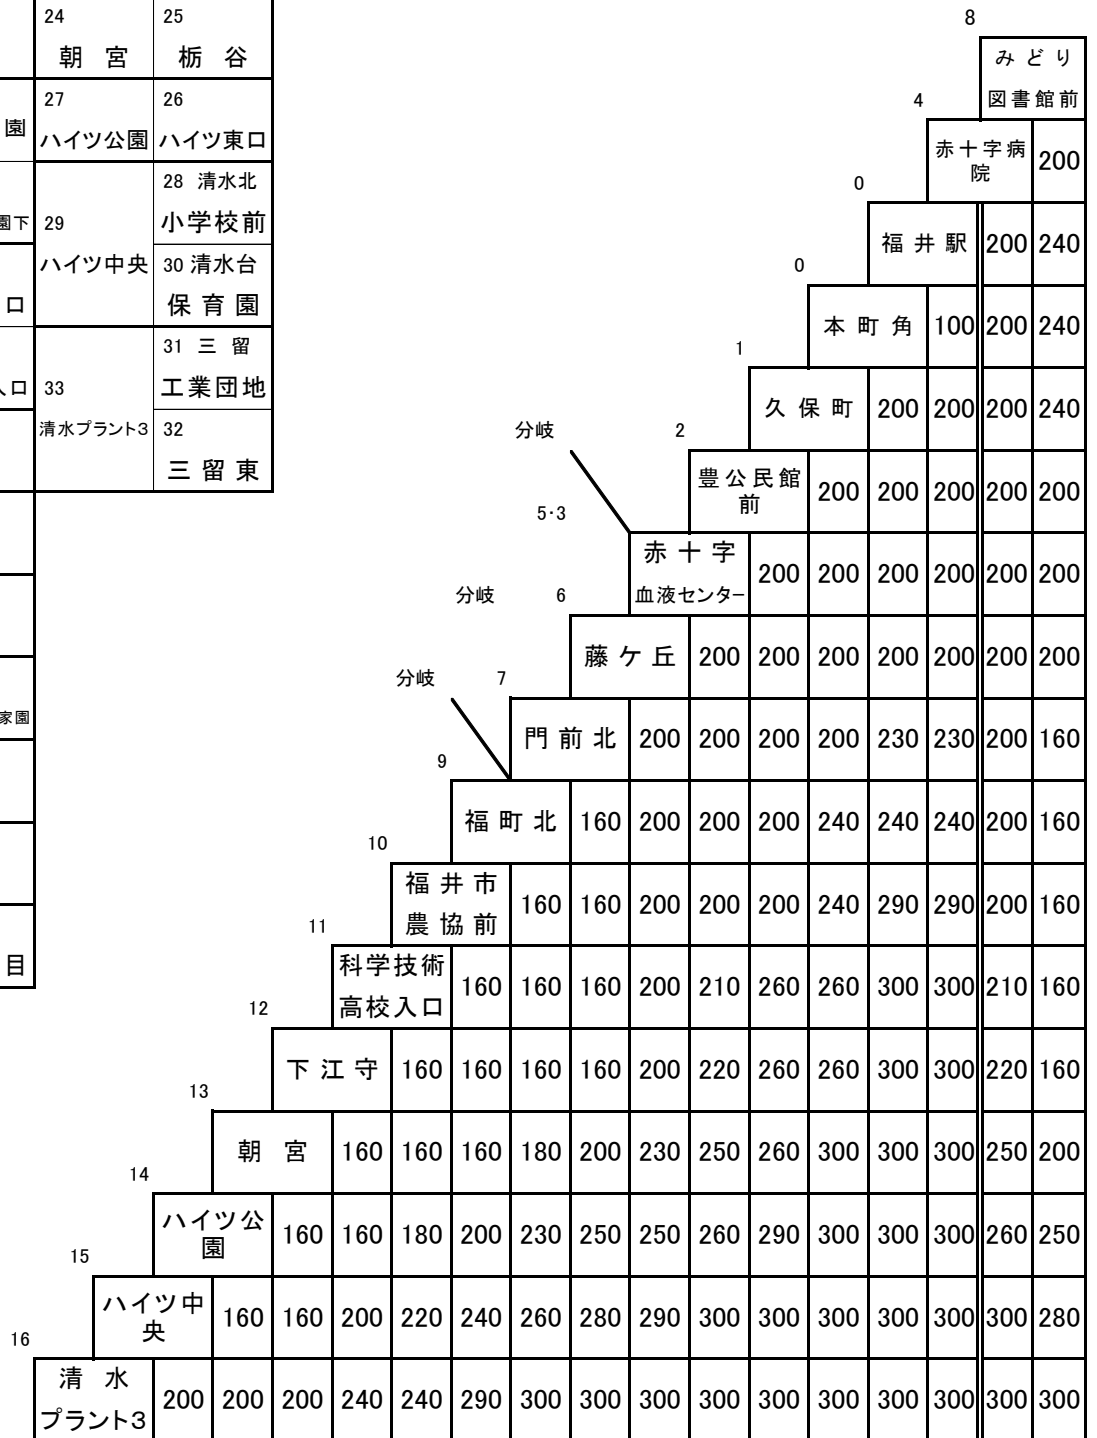 24 25
朝宮 栃谷
27 26
園 ハイツ公園 ハイツ東口
28 清水北
園下 29 小学校前
ハイツ中央 30 清水台
口 保育園
31 三留
入口 33 工業団地
清水プラント3 32
三留東
家園
目
8
みどり
図書館前
4
赤十字病院 200
0
福井駅 200 240
0
本町角 100 200 240
1
久保町 200 200 200 240
分岐 2
豊公民館前 200 200 200 200 200
5・3
赤十字
血液センター 200 200 200 200 200 200
分岐 6
藤ケ丘 200 200 200 200 200 200 200
分岐 7
門前北 200 200 200 200 230 230 200 160
9
福町北 160 200 200 200 240 240 240 200 160
10
福井市
農協前 160 160 200 200 200 240 290 290 200 160
11
科学技術
高校入口 160 160 160 200 210 260 260 300 300 210 160
12
下江守 160 160 160 160 200 220 260 260 300 300 220 160
13
朝宮 160 160 160 180 200 230 250 260 300 300 300 250 200
14
ハイツ公園 160 160 180 200 230 250 250 260 290 300 300 300 260 250
15
ハイツ中央 160 160 200 220 240 260 280 290 300 300 300 300 300 300 280
16
清水
プラント3 200 200 200 240 240 290 300 300 300 300 300 300 300 300 300 300